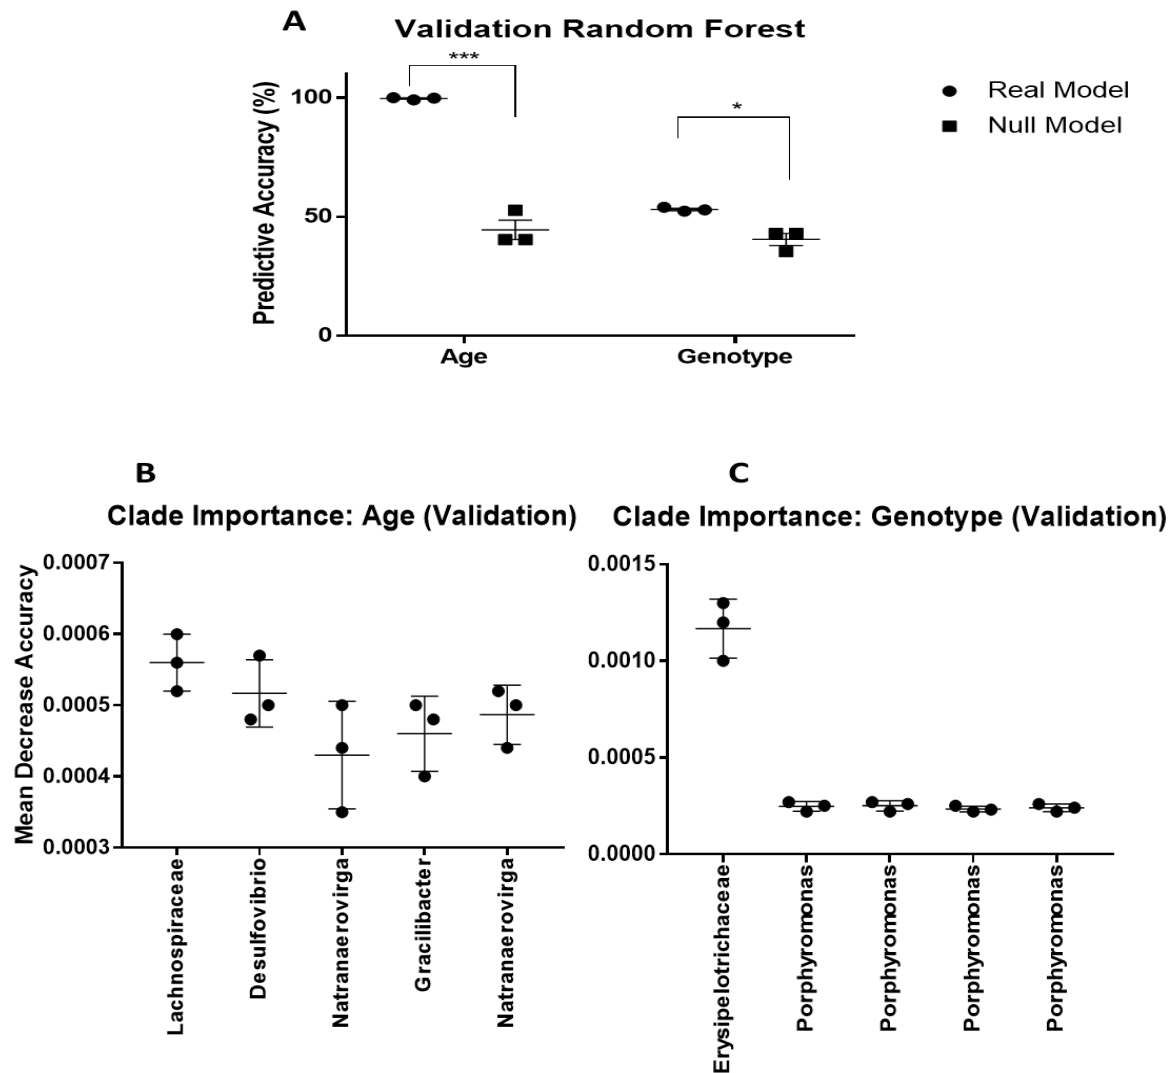 A
Validation Random Forest
Predictive Accuracy (%)
100
50
0
***
*
Age
Genotype
Real Model
Null Model
B
Clade Importance: Age (Validation)
Mean Decrease Accuracy
0.0007
0.0006
0.0005
0.0004
0.0003
Lachnospiraceae
Desulfovibrio
Natranaerovirga
Gracilibacter
Natranaerovirga
C
Clade Importance: Genotype (Validation)
0.0015
0.0010
0.0005
0.0000
Erysipelotrichaceae
Porphyromonas
Porphyromonas
Porphyromonas
Porphyromonas